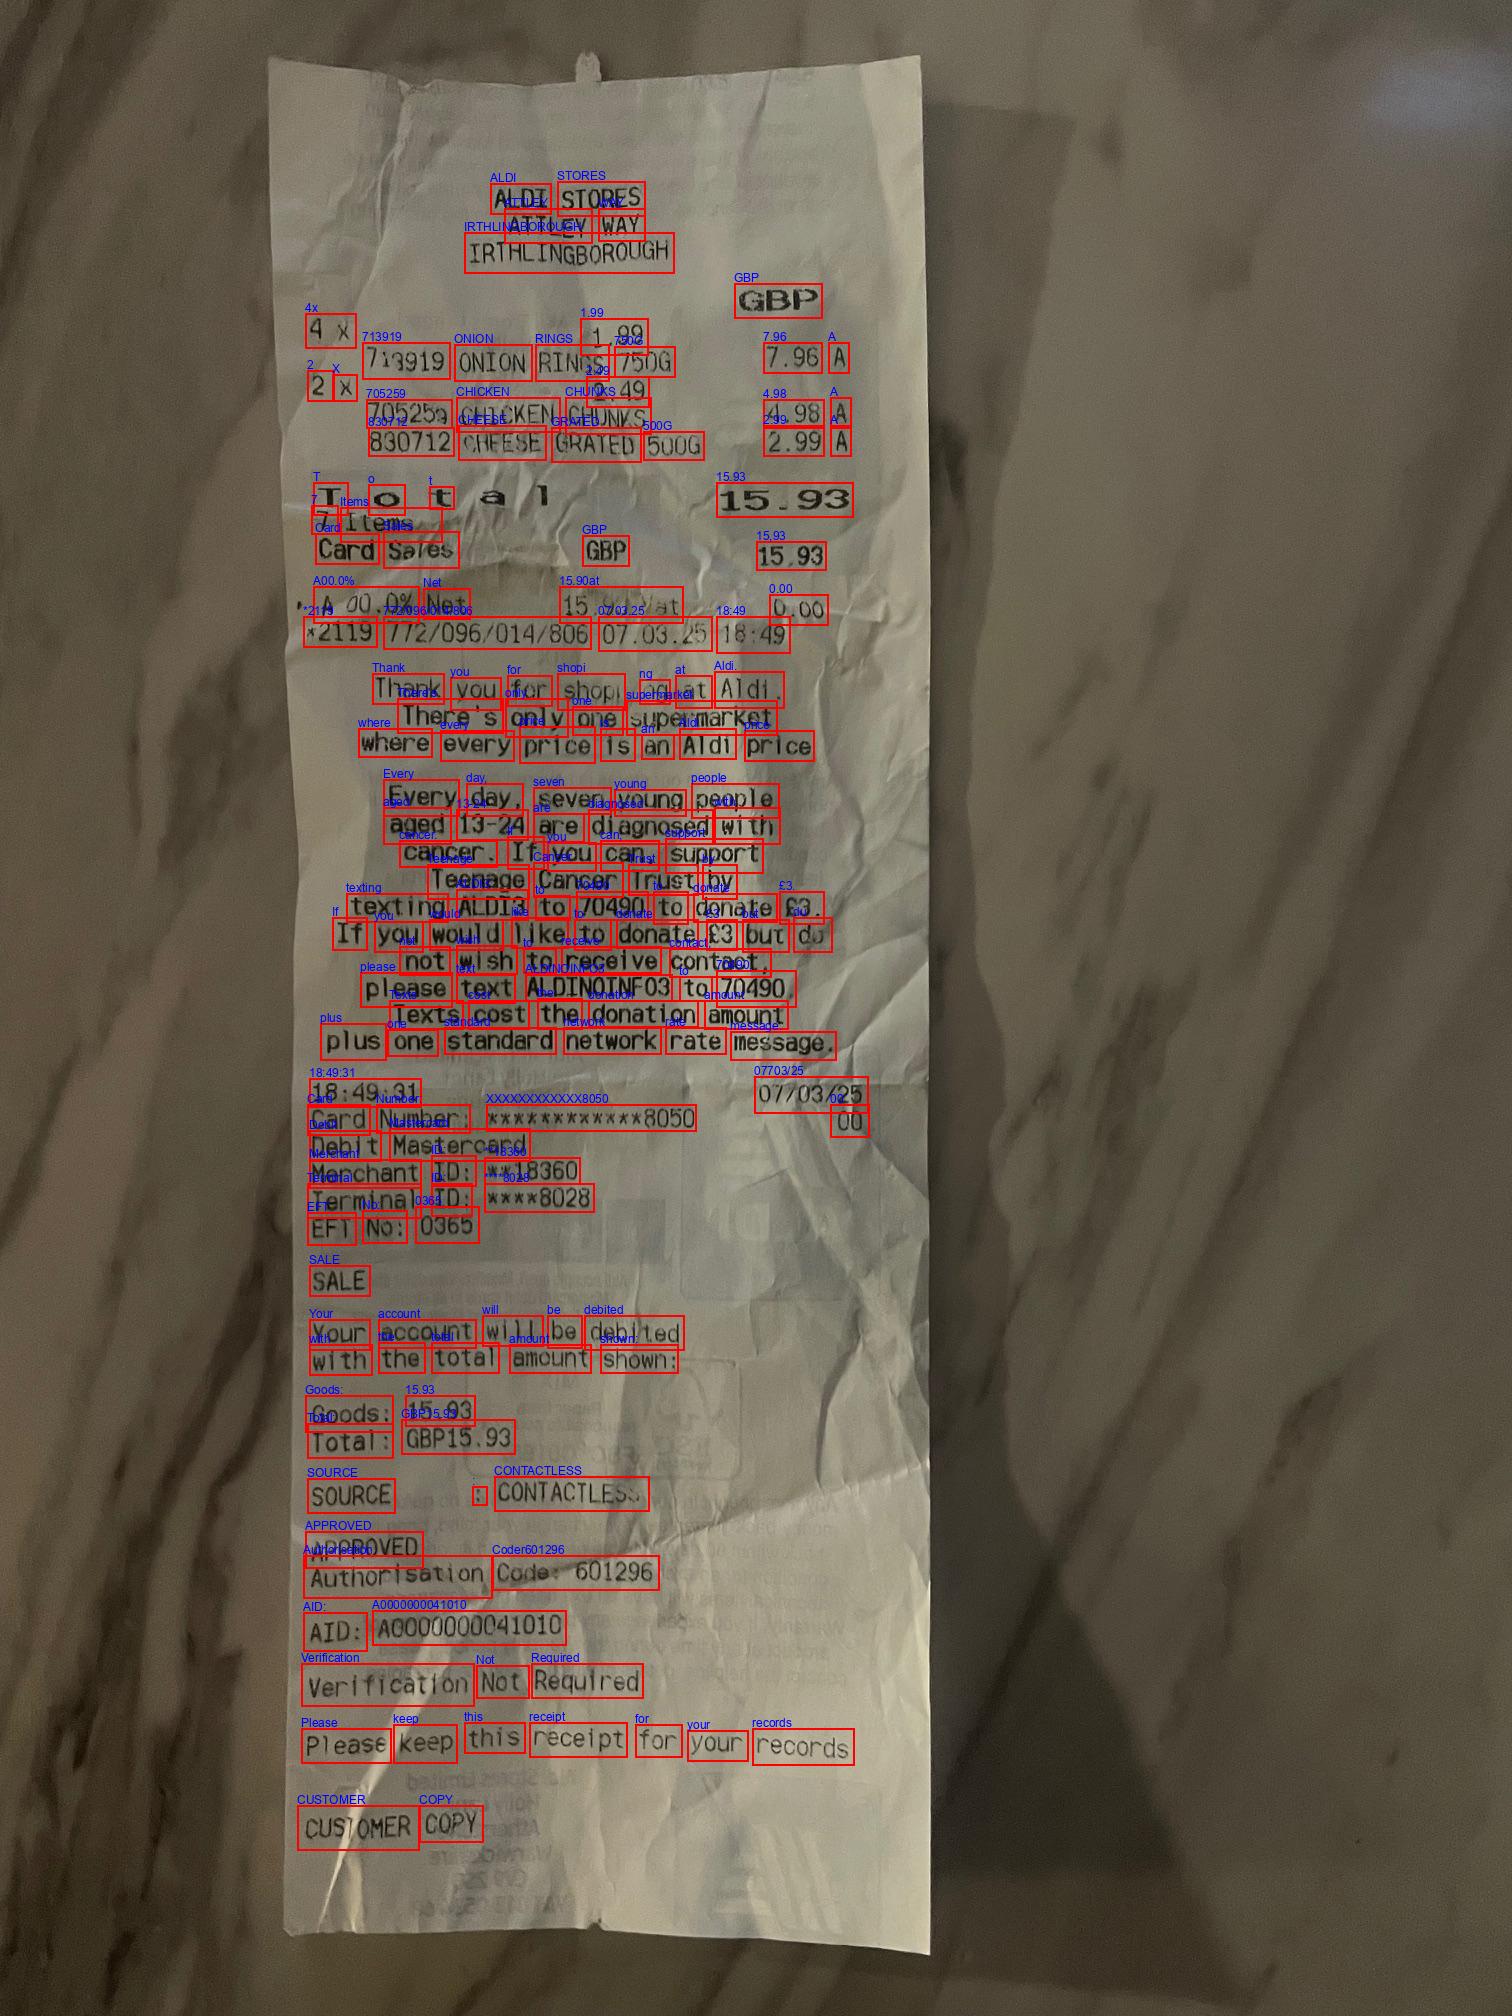 ALDI STORES
ATTLEY WAY
IRTHLINGBOROUGH
GBP
4 x 1.99
713919 ONION RINGS 750G 7.96 A
2 x 2.49
705259 CHICKEN CHUNKS 4.98 A
830712 CHEESE GRATED 500G 2.99 A
Total 15.93
7 Items
Card Sales GBP 15.93
A 00.0% Net 15.93 Vat 0.00
*2119 772/096/014/806 07.03.25 18:49
Thank you for shopping at Aldi.
There's only one supermarket
where every price is an Aldi price
Every day, seven young people
aged 13-24 are diagnosed with
cancer. If you can, support
Teenage Cancer Trust by
texting ALDI3 to 70490 to donate £3.
If you would like to donate £3 but do
not wish to receive contact,
please text ALDINOINFO3 to 70490.
Texts cost the donation amount
plus one standard network rate message.
18:49:31 07/03/25
Card Number: ************8050 00
Debit Mastercard
Merchant ID: **18360
Terminal ID: ****8028
EFT No: 0365
SALE
Your account will be debited
with the total amount shown:
Goods: 15.93
Total: GBP15.93
SOURCE : CONTACTLESS
APPROVED
Authorisation Code: 601296
AID: A0000000041010
Verification Not Required
Please keep this receipt for your records
CUSTOMER COPY